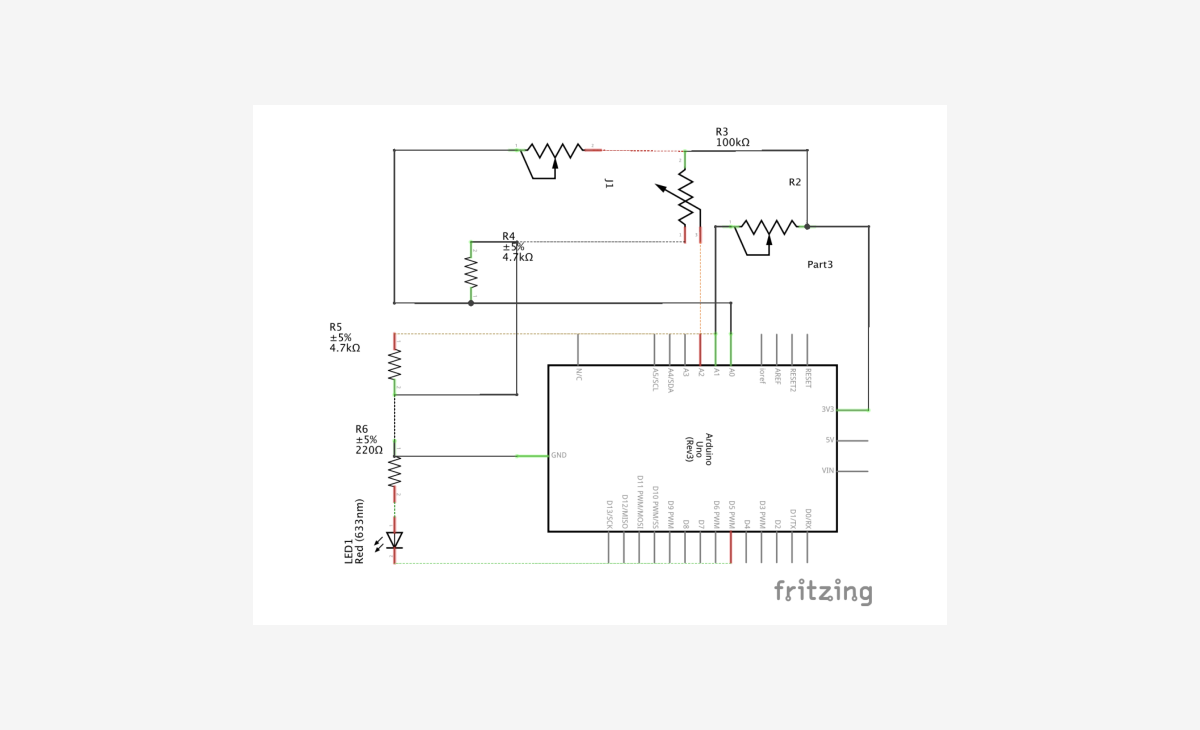 R3
100kΩ
J1
R2
R4
±5%
4.7kΩ
Part3
R5
±5%
4.7kΩ
N/C
A5/SCL
A4/SDA
A3
A2
A1
A0
ioref
AREF
RESET2
RESET
3V3
5V
VIN
Arduino
Uno
(Rev3)
R6
±5%
220Ω
GND
D13/SCK
D12/MISO
D11 PWM/MOSI
D10 PWM/SS
D9 PWM
D8
D7
D6 PWM
D5 PWM
D4
D3 PWM
D2
D1/TX
D0/RX
LED1
Red (633nm)
fritzing